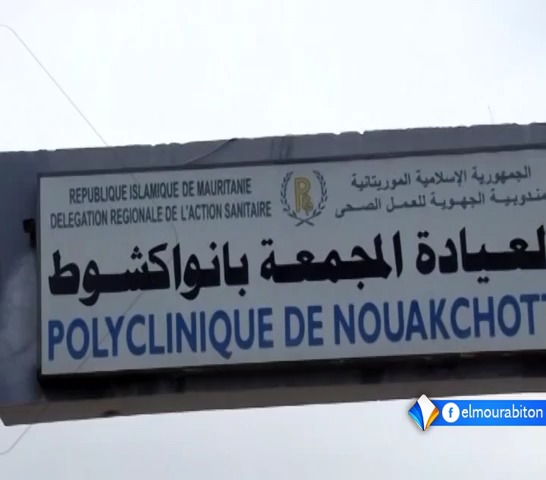 REPUBLIQUE ISLAMIQUE DE MAURITANIE
DELEGATION REGIONALE DE L'ACTION SANITAIRE
الجمهورية الإسلامية الموريتانية
مندوبية الجهوية للعمل الصحى
لعيادة المجمعة بانواكشوط
POLYCLINIQUE DE NOUAKCHOTT
elmourabiton